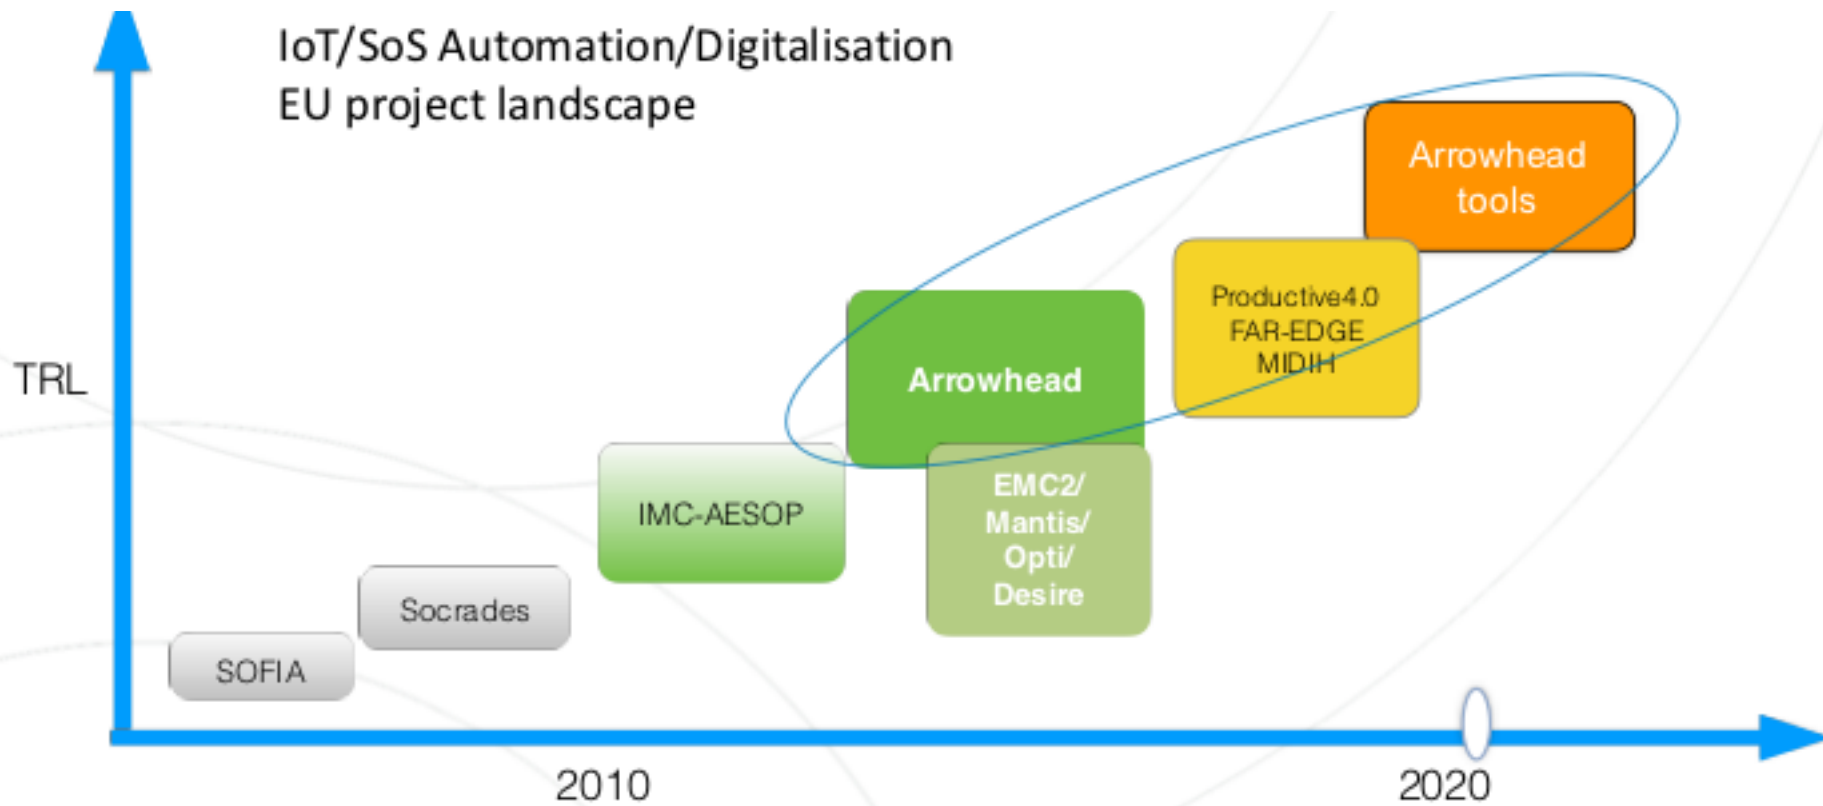 IoT/SoS Automation/Digitalisation
EU project landscape
Arrowhead
tools
Productive4.0
FAR-EDGE
MIDIH
TRL
Arrowhead
IMC-AESOP
EMC2/
Mantis/
Opti/
Desire
Socrades
SOFIA
2010
2020